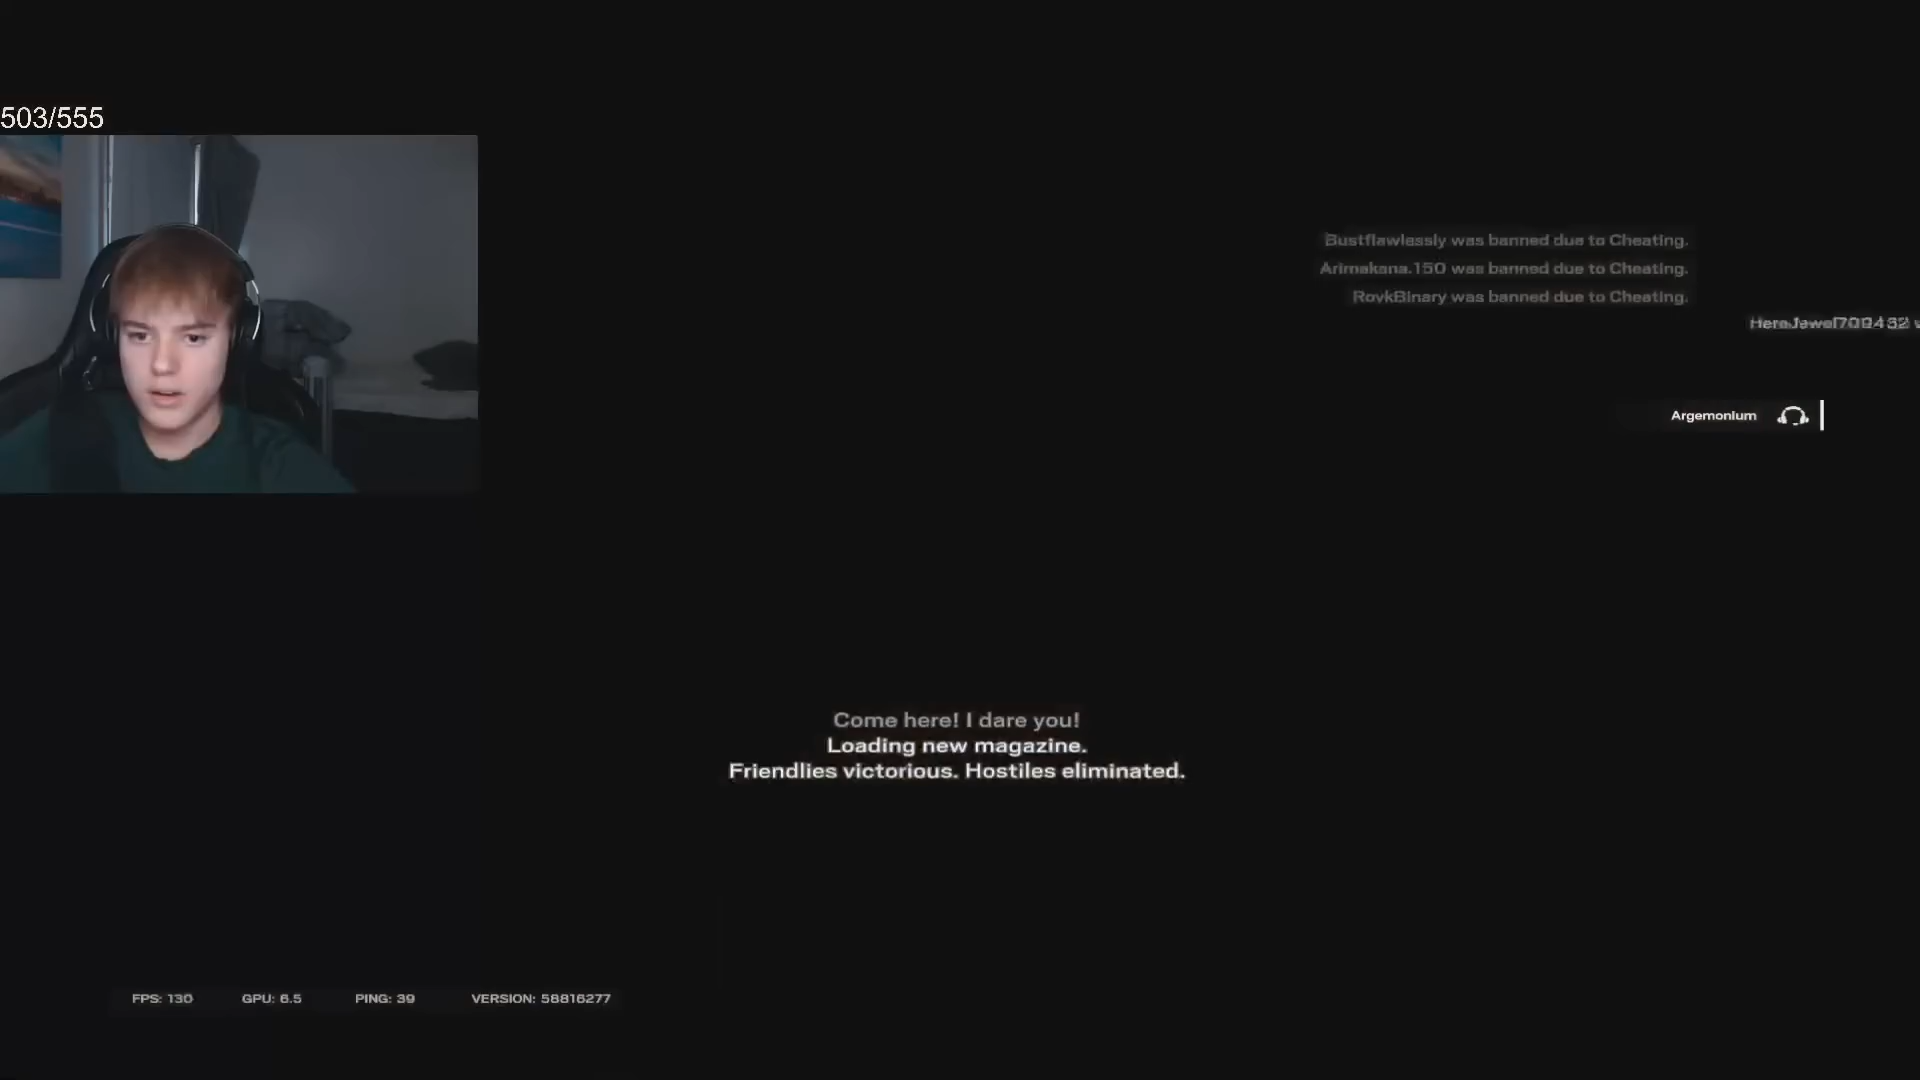 503/555
Bustflawlessly was banned due to Cheating.
Arimakana.150 was banned due to Cheating.
RovkBinary was banned due to Cheating.
Argemonium
Come here! I dare you!
Loading new magazine.
Friendlies victorious. Hostiles eliminated.
FPS: 130 GPU: 6.5 PING: 39 VERSION: 58816277